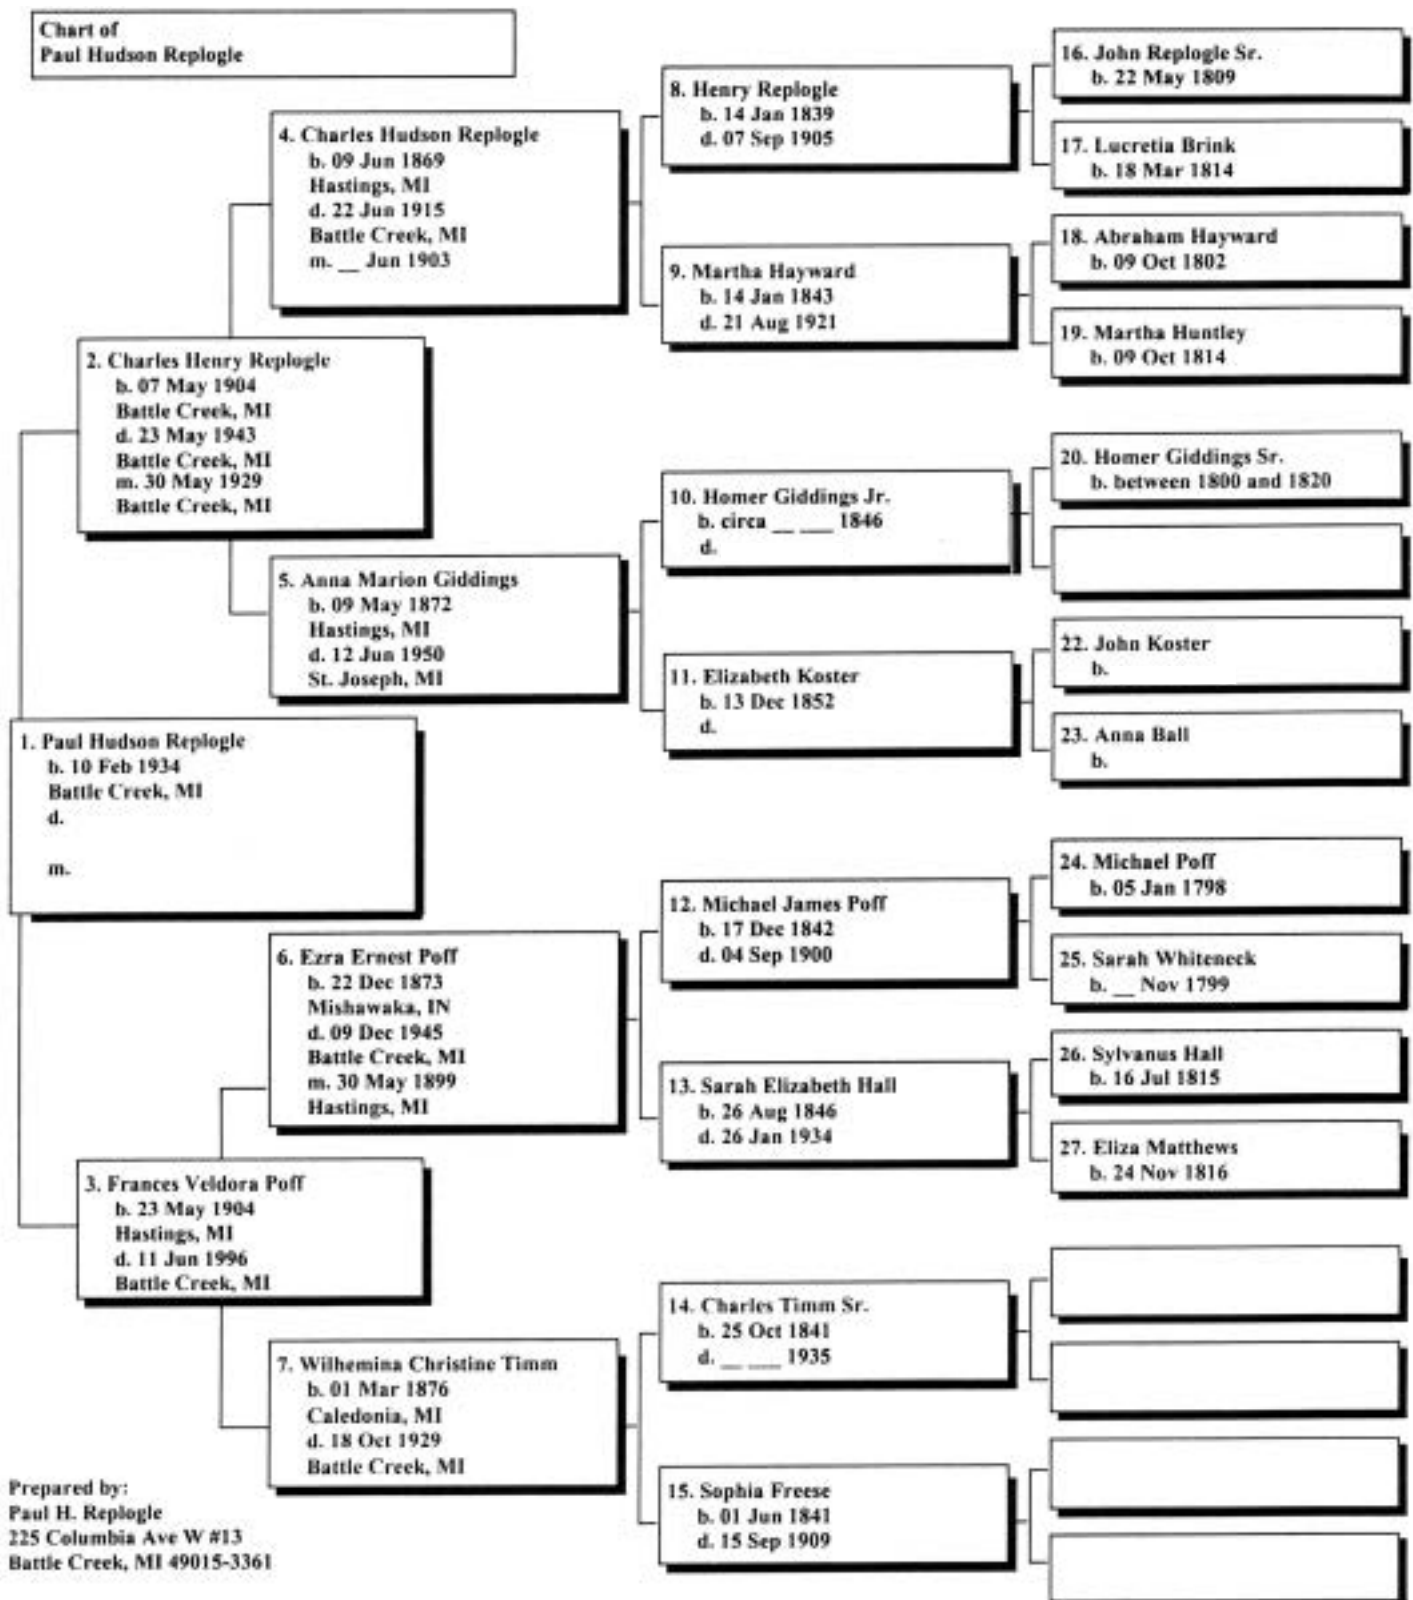 Chart of
Paul Hudson Replogle
16. John Replogle Sr.
b. 22 May 1809
8. Henry Replogle
b. 14 Jan 1839
d. 07 Sep 1905
4. Charles Hudson Replogle
b. 09 Jun 1869
Hastings, MI
d. 22 Jun 1915
Battle Creek, MI
m. __ Jun 1903
17. Lucretia Brink
b. 18 Mar 1814
18. Abraham Hayward
b. 09 Oct 1802
9. Martha Hayward
b. 14 Jan 1843
d. 21 Aug 1921
19. Martha Huntley
b. 09 Oct 1814
2. Charles Henry Replogle
b. 07 May 1904
Battle Creek, MI
d. 23 May 1943
Battle Creek, MI
m. 30 May 1929
Battle Creek, MI
20. Homer Giddings Sr.
b. between 1800 and 1820
10. Homer Giddings Jr.
b. circa __ ___ 1846
d.
5. Anna Marion Giddings
b. 09 May 1872
Hastings, MI
d. 12 Jun 1950
St. Joseph, MI
22. John Koster
b.
11. Elizabeth Koster
b. 13 Dec 1852
d.
23. Anna Ball
b.
1. Paul Hudson Replogle
b. 10 Feb 1934
Battle Creek, MI
d.
m.
24. Michael Poff
b. 05 Jan 1798
12. Michael James Poff
b. 17 Dec 1842
d. 04 Sep 1900
25. Sarah Whiteneck
b. __ Nov 1799
6. Ezra Ernest Poff
b. 22 Dec 1873
Mishawaka, IN
d. 09 Dec 1945
Battle Creek, MI
m. 30 May 1899
Hastings, MI
26. Sylvanus Hall
b. 16 Jul 1815
13. Sarah Elizabeth Hall
b. 26 Aug 1846
d. 26 Jan 1934
27. Eliza Matthews
b. 24 Nov 1816
3. Frances Veldora Poff
b. 23 May 1904
Hastings, MI
d. 11 Jun 1996
Battle Creek, MI
14. Charles Timm Sr.
b. 25 Oct 1841
d. __ ___ 1935
7. Wilhemina Christine Timm
b. 01 Mar 1876
Caledonia, MI
d. 18 Oct 1929
Battle Creek, MI
15. Sophia Freese
b. 01 Jun 1841
d. 15 Sep 1909
Prepared by:
Paul H. Replogle
225 Columbia Ave W #13
Battle Creek, MI 49015-3361